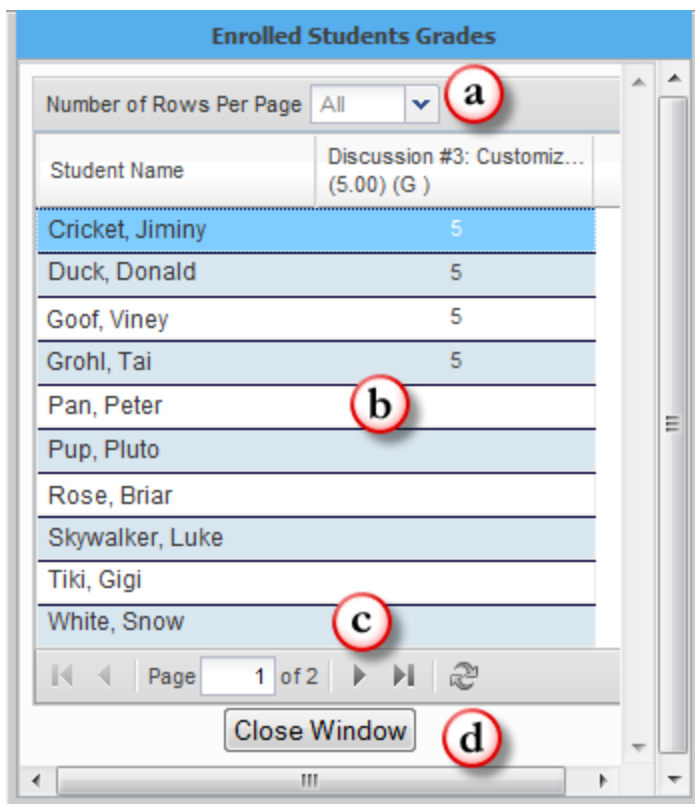 Enrolled Students Grades
Number of Rows Per Page All a
Student Name
Discussion #3: Customiz...
(5.00) (G )
Cricket, Jiminy 5
Duck, Donald 5
Goof, Viney 5
Grohl, Tai 5
Pan, Peter b
Pup, Pluto
Rose, Briar
Skywalker, Luke
Tiki, Gigi
White, Snow c
Page 1 of 2
Close Window d